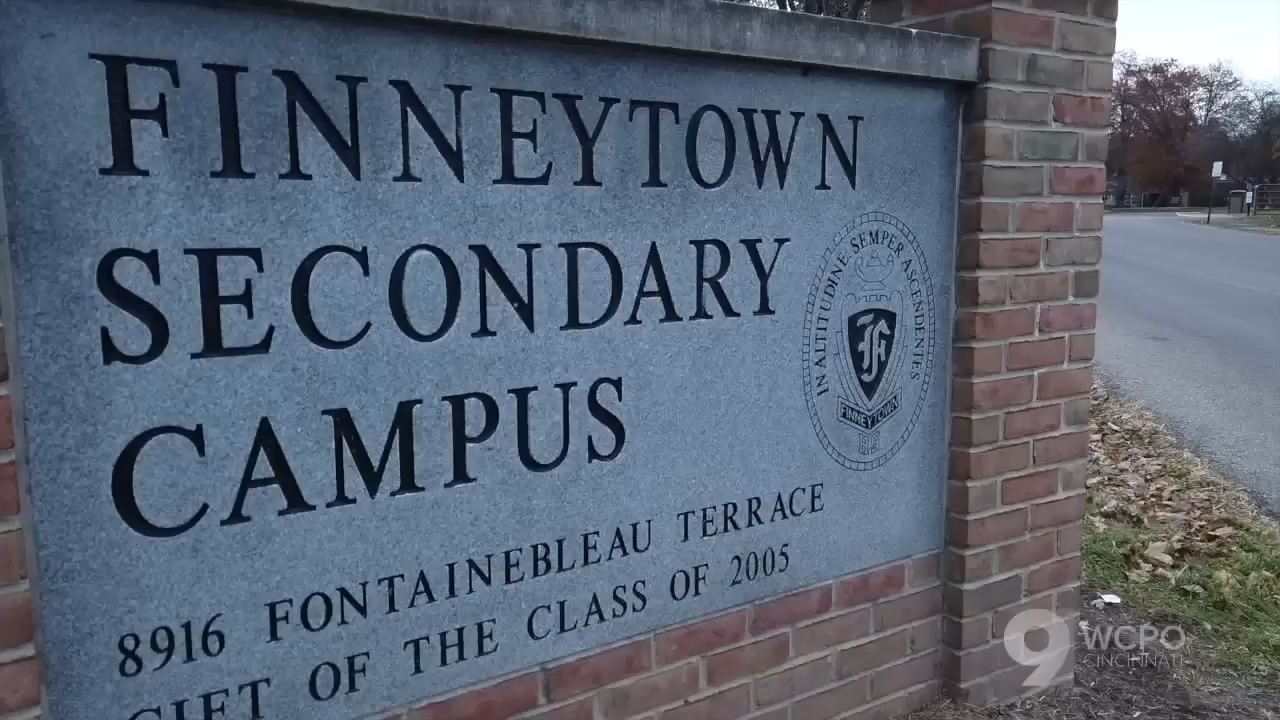 FINNEYTOWN
SECONDARY
CAMPUS
IN ALTITUDINE SEMPER ASCENDENTES
F
FINNEYTOWN
8916 FONTAINEBLEAU TERRACE
GIFT OF THE CLASS OF 2005
9 WCPO
CINCINNATI